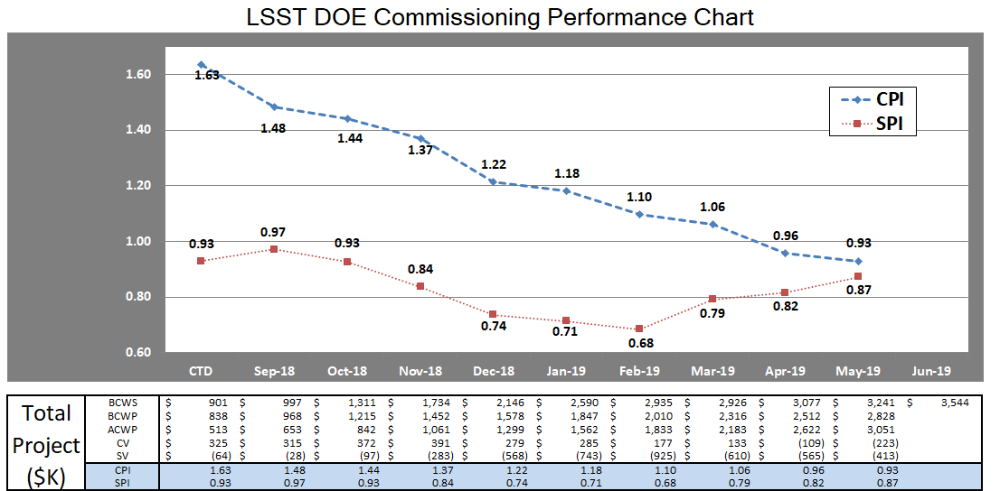 LSST DOE Commissioning Performance Chart
1.60
1.40
1.20
1.00
0.80
0.60
1.63
1.48
1.44
1.37
1.22
1.18
1.10
1.06
0.96
0.93
0.93
0.97
0.93
0.84
0.74
0.71
0.68
0.79
0.82
0.87
CPI
SPI
CTD Sep-18 Oct-18 Nov-18 Dec-18 Jan-19 Feb-19 Mar-19 Apr-19 May-19 Jun-19
Total
Project
($K)
BCWS $ 901 $ 997 $ 1,311 $ 1,734 $ 2,146 $ 2,590 $ 2,935 $ 2,926 $ 3,077 $ 3,241 $ 3,544
BCWP $ 838 $ 968 $ 1,215 $ 1,452 $ 1,578 $ 1,847 $ 2,010 $ 2,316 $ 2,512 $ 2,828
ACWP $ 513 $ 653 $ 842 $ 1,061 $ 1,299 $ 1,562 $ 1,833 $ 2,183 $ 2,622 $ 3,051
CV $ 325 $ 315 $ 372 $ 391 $ 279 $ 285 $ 177 $ 133 $ (109) $ (223)
SV $ (64) $ (28) $ (97) $ (283) $ (568) $ (743) $ (925) $ (610) $ (565) $ (413)
CPI 1.63 1.48 1.44 1.37 1.22 1.18 1.10 1.06 0.96 0.93
SPI 0.93 0.97 0.93 0.84 0.74 0.71 0.68 0.79 0.82 0.87